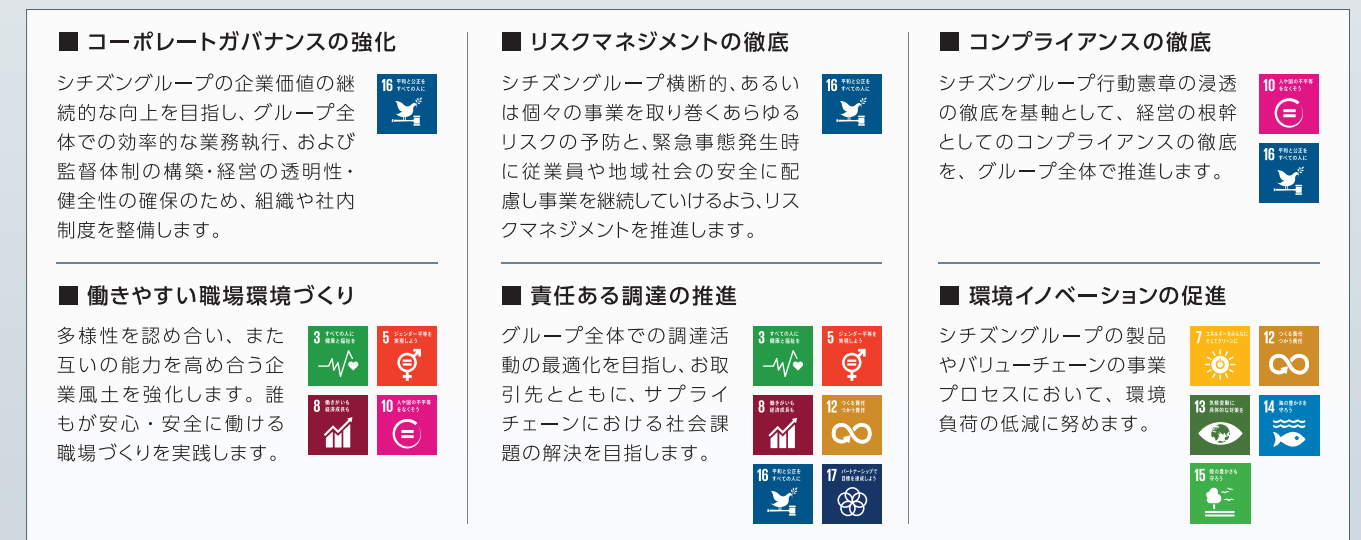 ■ コーポレートガバナンスの強化
シチズングループの企業価値の継
続的な向上を目指し、グループ全
体での効率的な業務執行、および
監督体制の構築・経営の透明性・
健全性の確保のため、組織や社内
制度を整備します。
16 平和と公正を
すべての人に
■ リスクマネジメントの徹底
シチズングループ横断的、あるい
は個々の事業を取り巻くあらゆる
リスクの予防と、緊急事態発生時
に従業員や地域社会の安全に配
慮し事業を継続していけるよう、リス
クマネジメントを推進します。
16 平和と公正を
すべての人に
■ コンプライアンスの徹底
シチズングループ行動憲章の浸透
の徹底を基軸として、経営の根幹
としてのコンプライアンスの徹底
を、グループ全体で推進します。
10 人や国の不平等
をなくそう
16 平和と公正を
すべての人に
■ 働きやすい職場環境づくり
多様性を認め合い、また
互いの能力を高め合う企
業風土を強化します。誰
もが安心・安全に働ける
職場づくりを実践します。
3 すべての人に
健康と福祉を
5 ジェンダー平等を
実現しよう
8 働きがいも
経済成長も
10 人や国の不平等
をなくそう
■ 責任ある調達の推進
グループ全体での調達活
動の最適化を目指し、お取
引先とともに、サプライ
チェーンにおける社会課
題の解決を目指します。
3 すべての人に
健康と福祉を
5 ジェンダー平等を
実現しよう
8 働きがいも
経済成長も
12 つくる責任
つかう責任
16 平和と公正を
すべての人に
17 パートナーシップで
目標を達成しよう
■ 環境イノベーションの促進
シチズングループの製品
やバリューチェーンの事業
プロセスにおいて、環境
負荷の低減に努めます。
7 エネルギーをみんなに
そしてクリーンに
12 つくる責任
つかう責任
13 気候変動に
具体的な対策を
14 海の豊かさを
守ろう
15 陸の豊かさも
守ろう